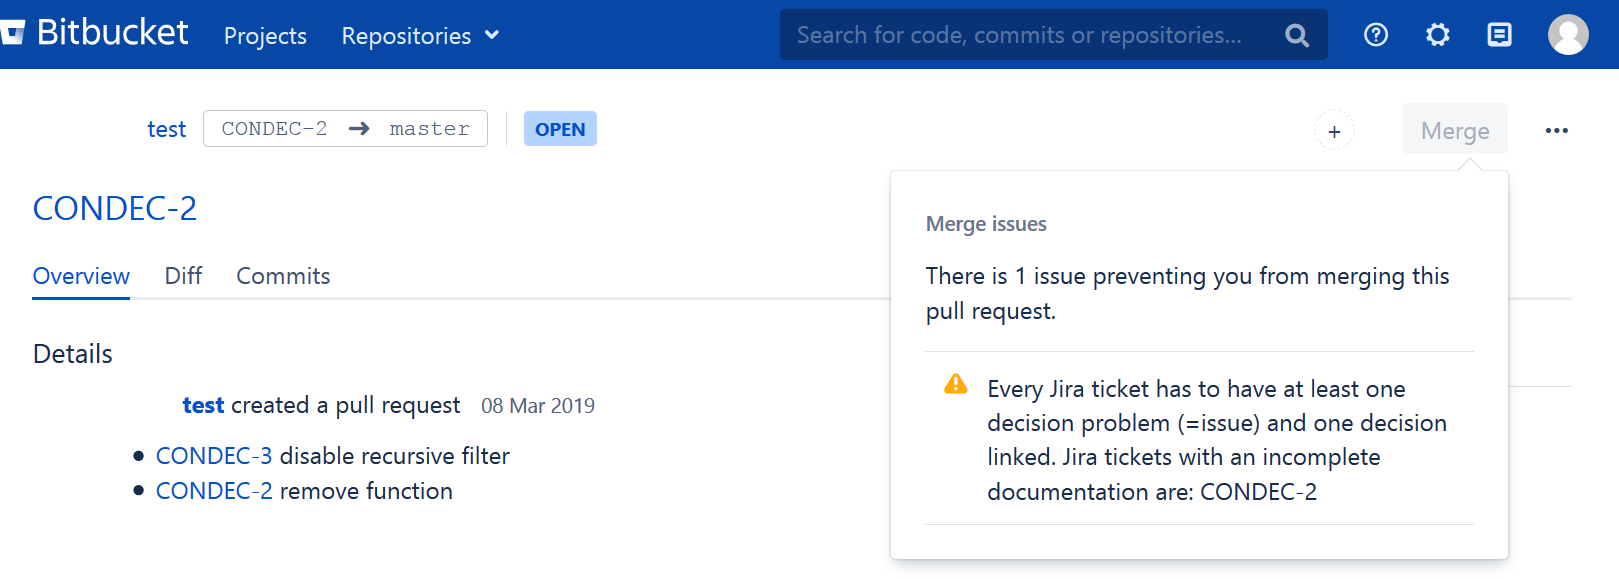 Bitbucket Projects Repositories Search for code, commits or repositories...
test CONDEC-2 → master OPEN + Merge
CONDEC-2
Merge issues
Overview Diff Commits
There is 1 issue preventing you from merging this
pull request.
Details
test created a pull request 08 Mar 2019
• CONDEC-3 disable recursive filter
• CONDEC-2 remove function
Every Jira ticket has to have at least one
decision problem (=issue) and one decision
linked. Jira tickets with an incomplete
documentation are: CONDEC-2